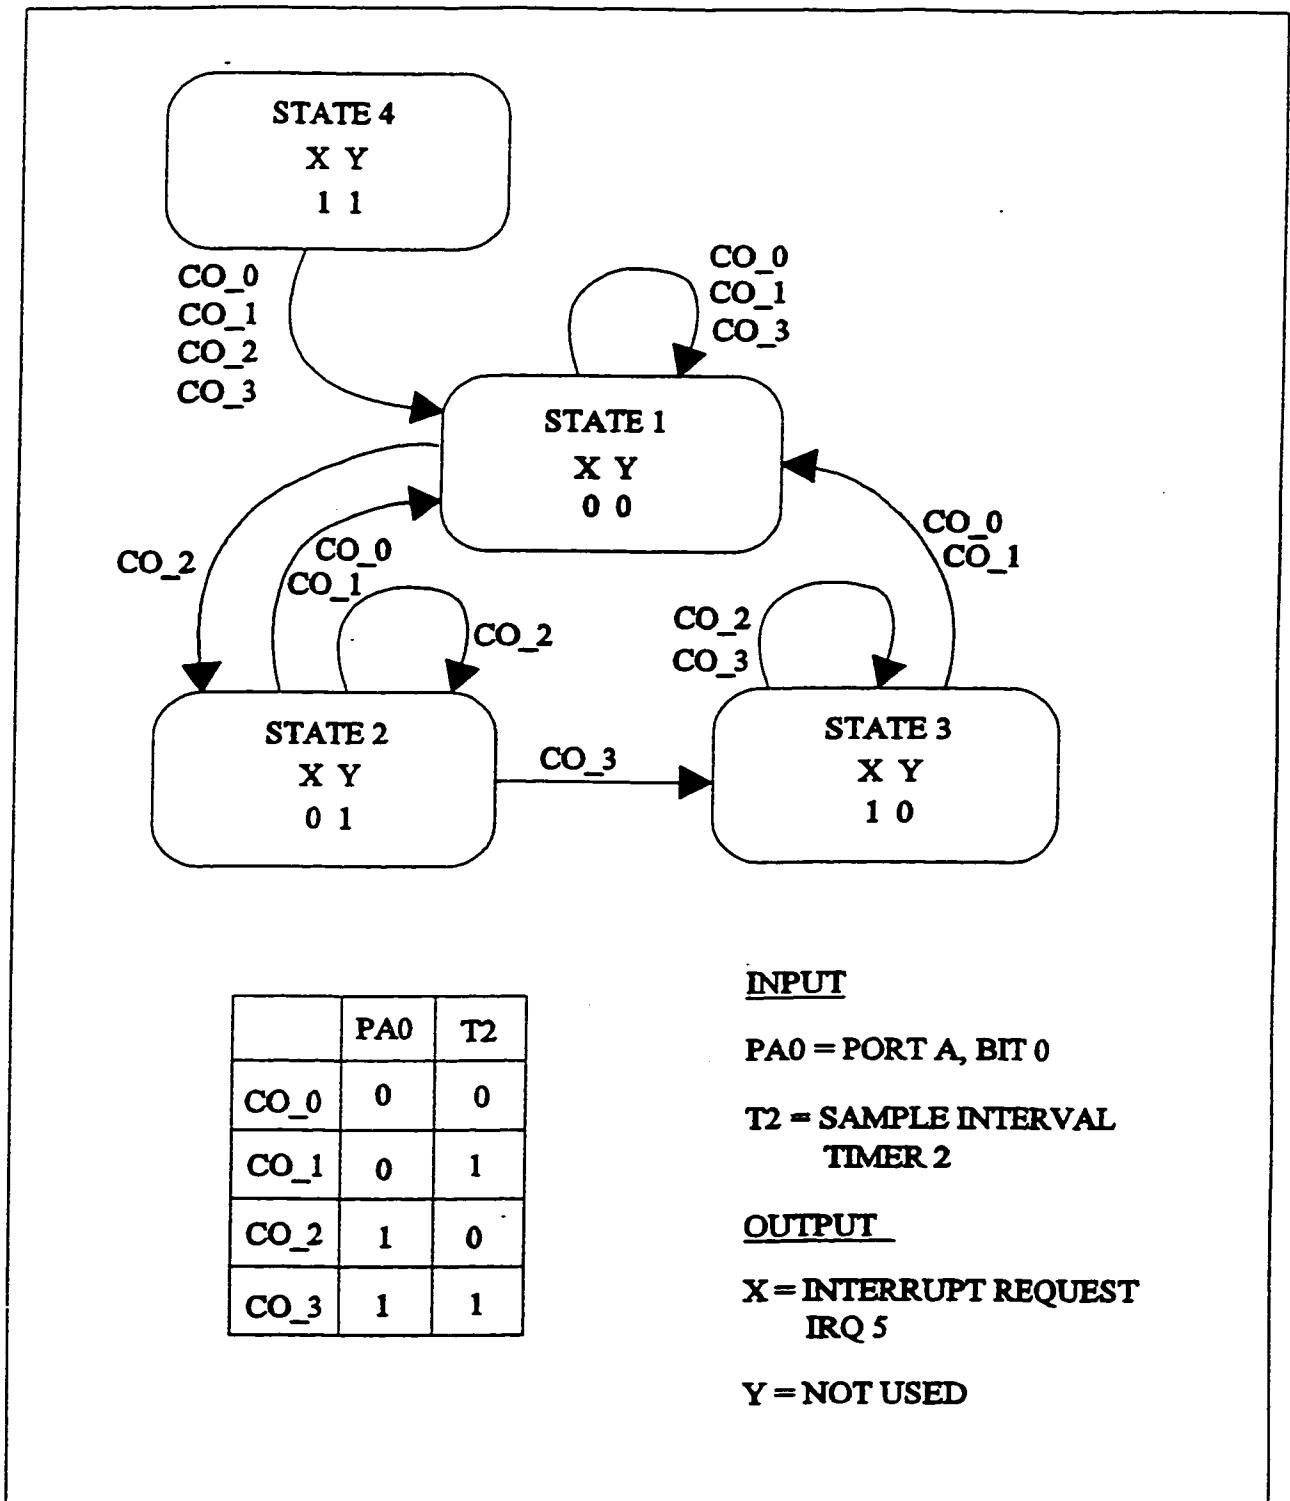 STATE 4
X Y
1 1
CO_0
CO_1
CO_2
CO_3
CO_0
CO_1
CO_3
STATE 1
X Y
0 0
CO_2
CO_0
CO_1
CO_2
CO_0
CO_1
CO_2
CO_3
STATE 2
X Y
0 1
CO_3
STATE 3
X Y
1 0
PA0 T2
CO_0 0 0
CO_1 0 1
CO_2 1 0
CO_3 1 1
INPUT
PA0 = PORT A, BIT 0
T2 = SAMPLE INTERVAL
TIMER 2
OUTPUT
X = INTERRUPT REQUEST
IRQ 5
Y = NOT USED